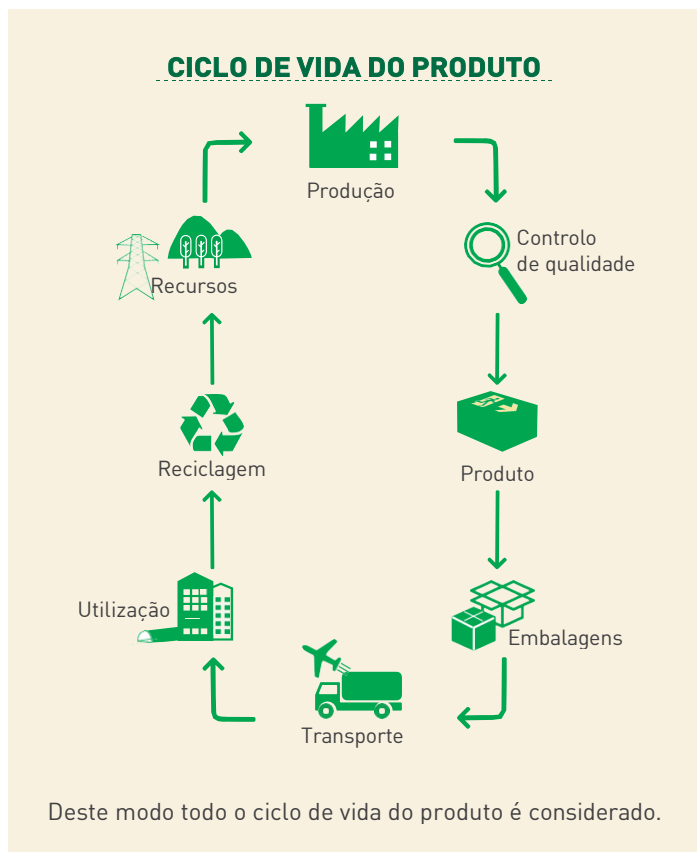 CICLO DE VIDA DO PRODUTO
Produção
Controlo
de qualidade
Recursos
Reciclagem
Produto
Utilização
Embalagens
Transporte
Deste modo todo o ciclo de vida do produto é considerado.